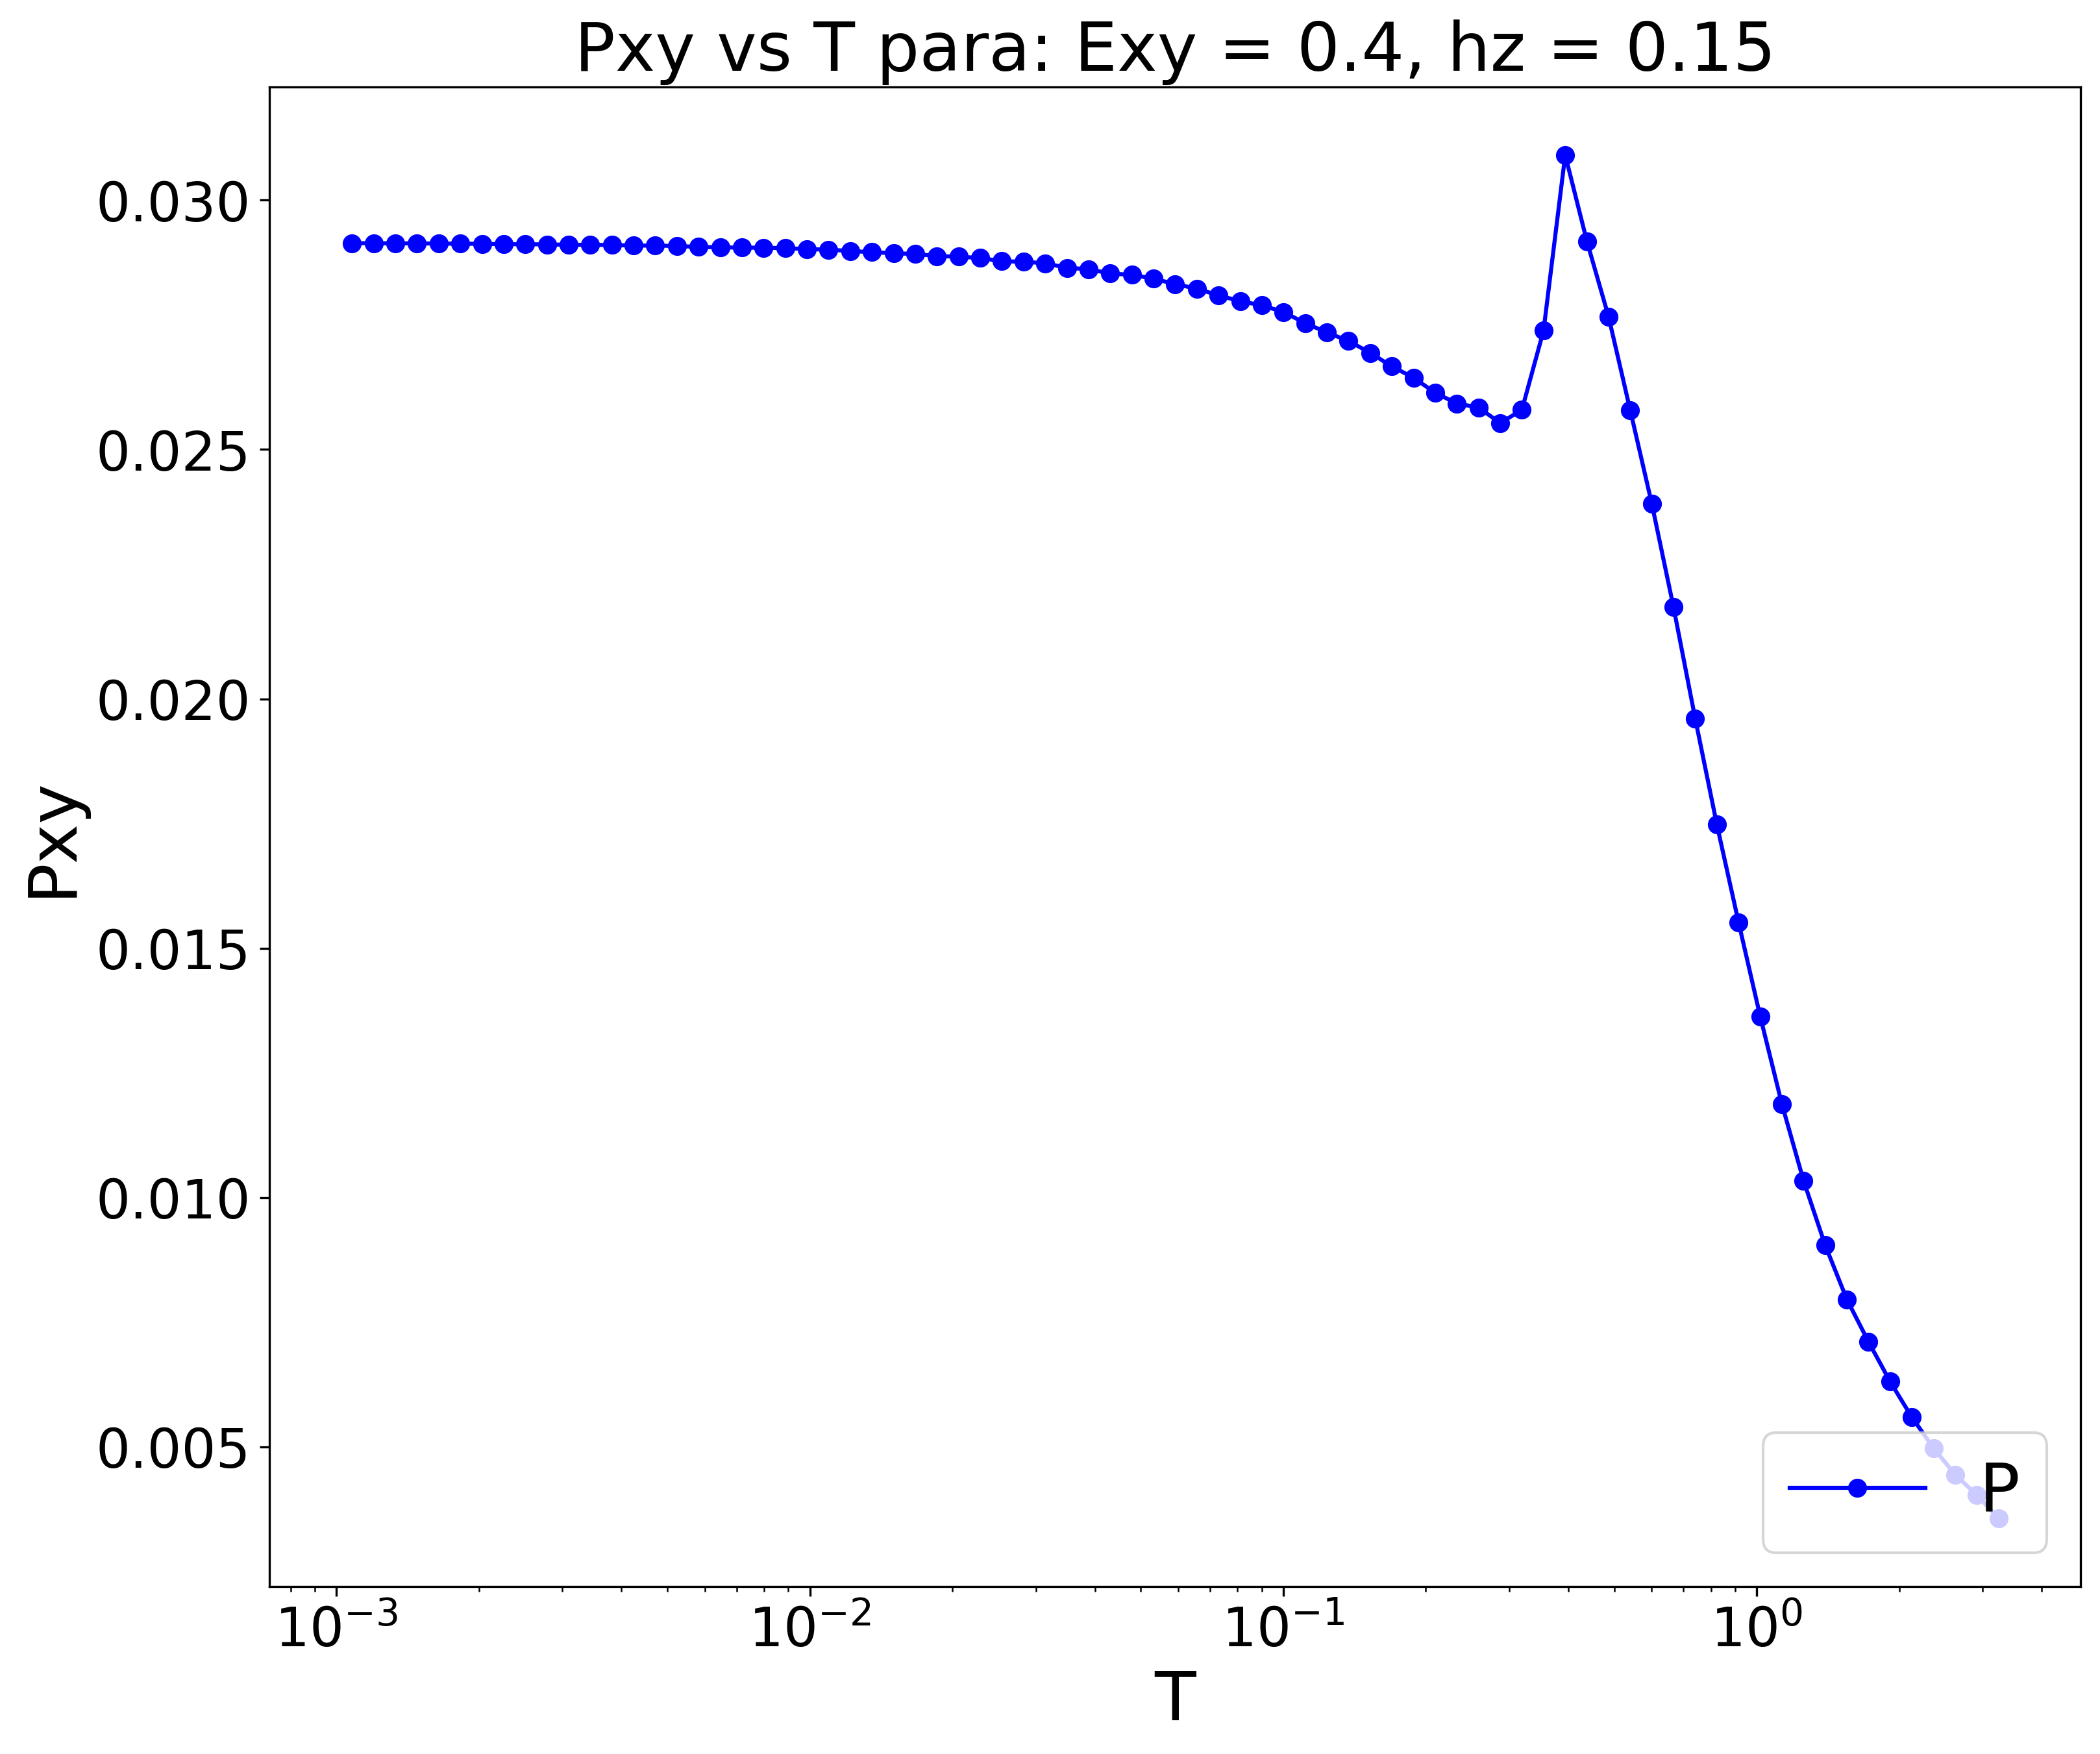 Pxy vs T para: Exy = 0.4, hz = 0.15
Pxy
0.030
0.025
0.020
0.015
0.010
0.005
P
10⁻³ 10⁻² 10⁻¹ 10⁰
T